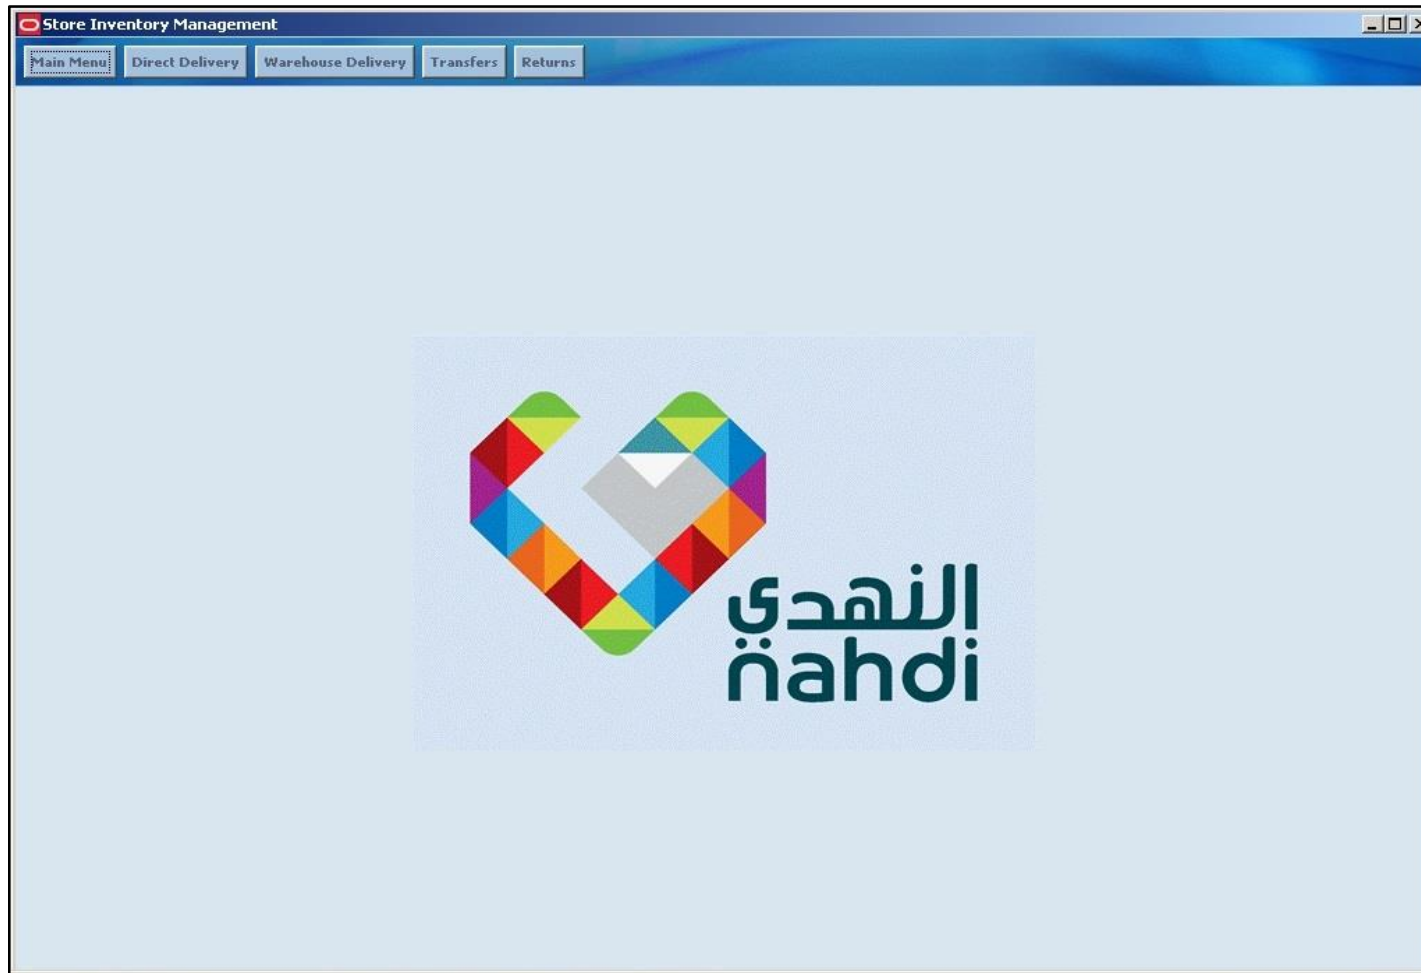 Store Inventory Management
Main Menu Direct Delivery Warehouse Delivery Transfers Returns
النهدي
nahdi